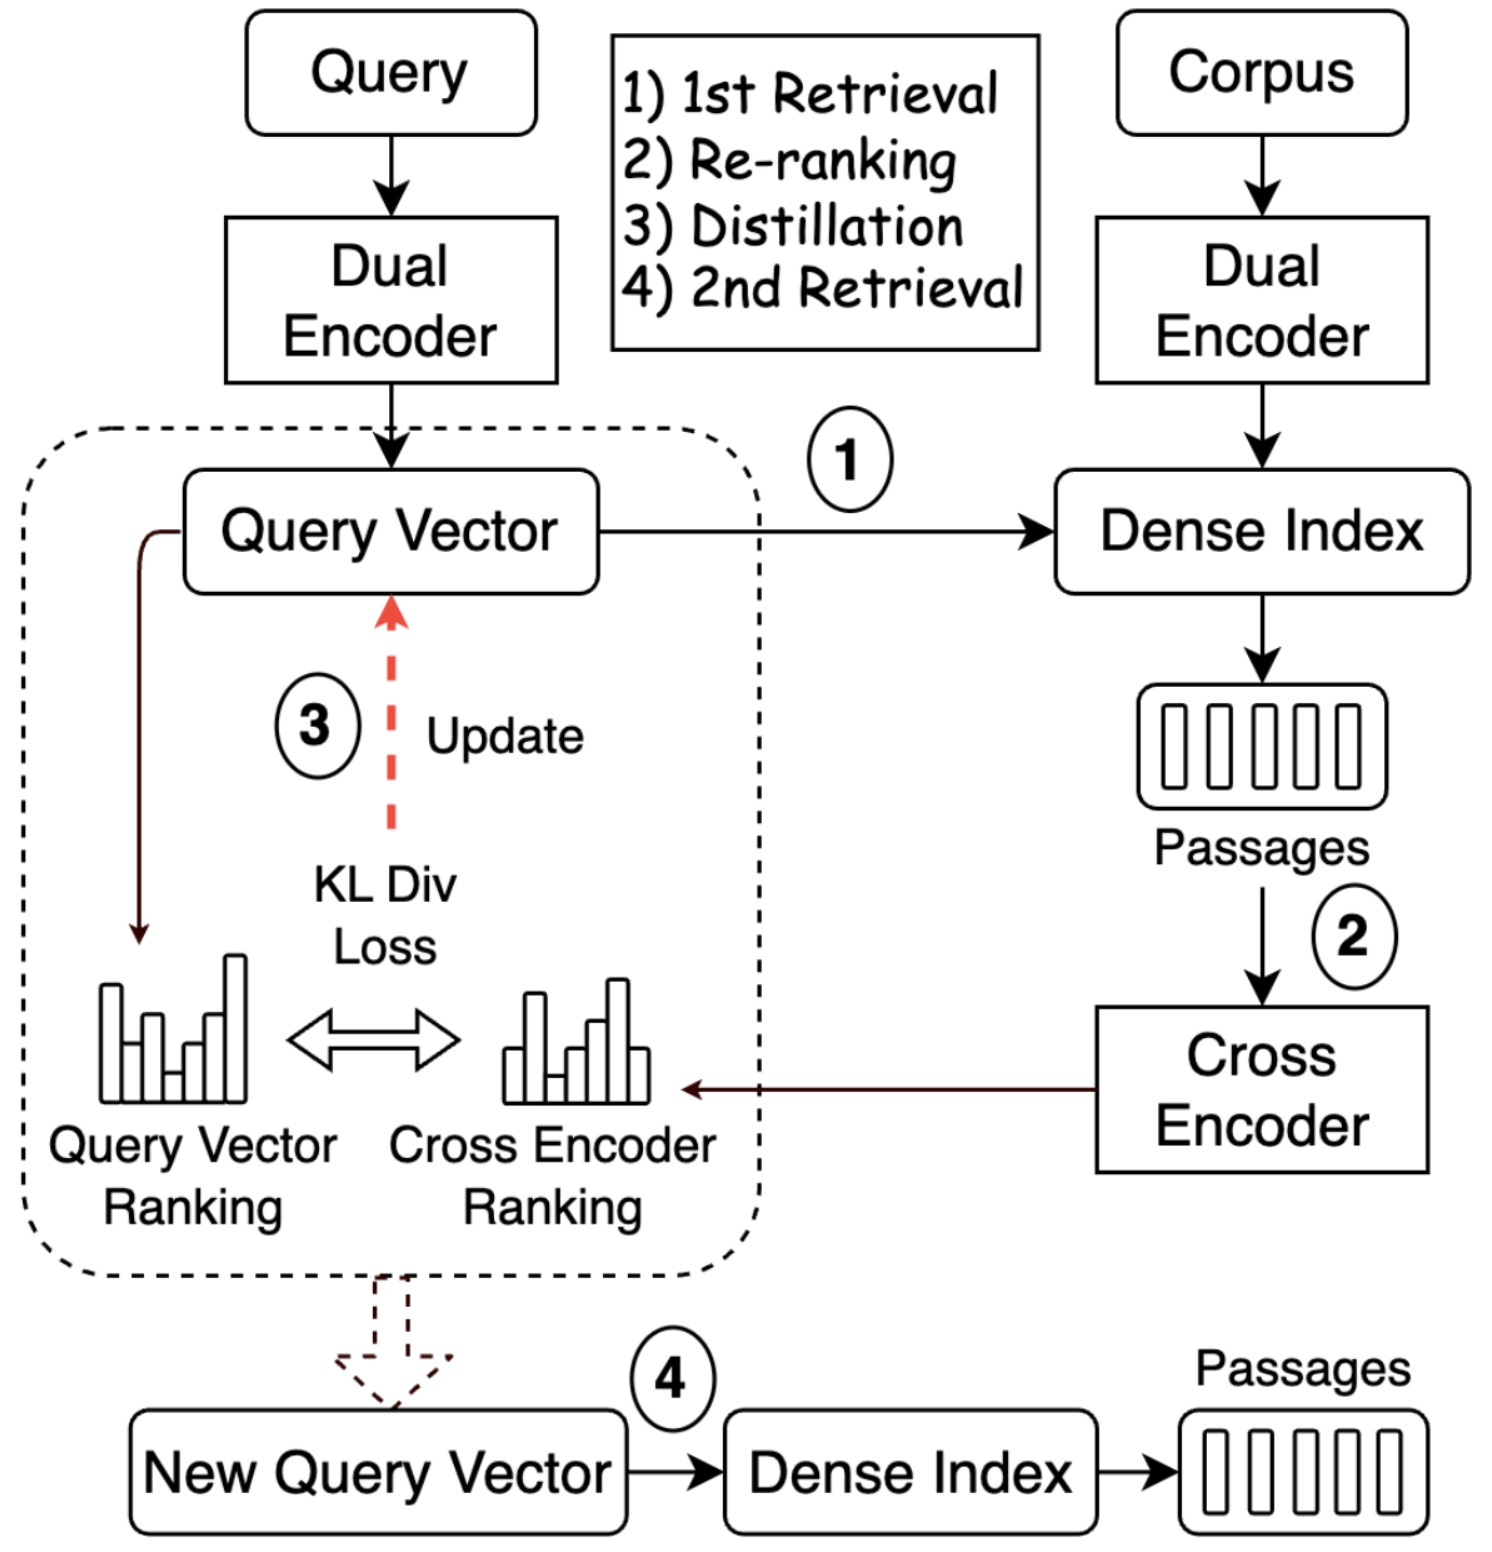 Query
1) 1st Retrieval
2) Re-ranking
3) Distillation
4) 2nd Retrieval
Corpus
Dual
Encoder
Dual
Encoder
1
Query Vector
Dense Index
3
Update
Passages
KL Div
Loss
2
Cross
Encoder
Query Vector
Ranking
Cross Encoder
Ranking
4
Passages
New Query Vector
Dense Index